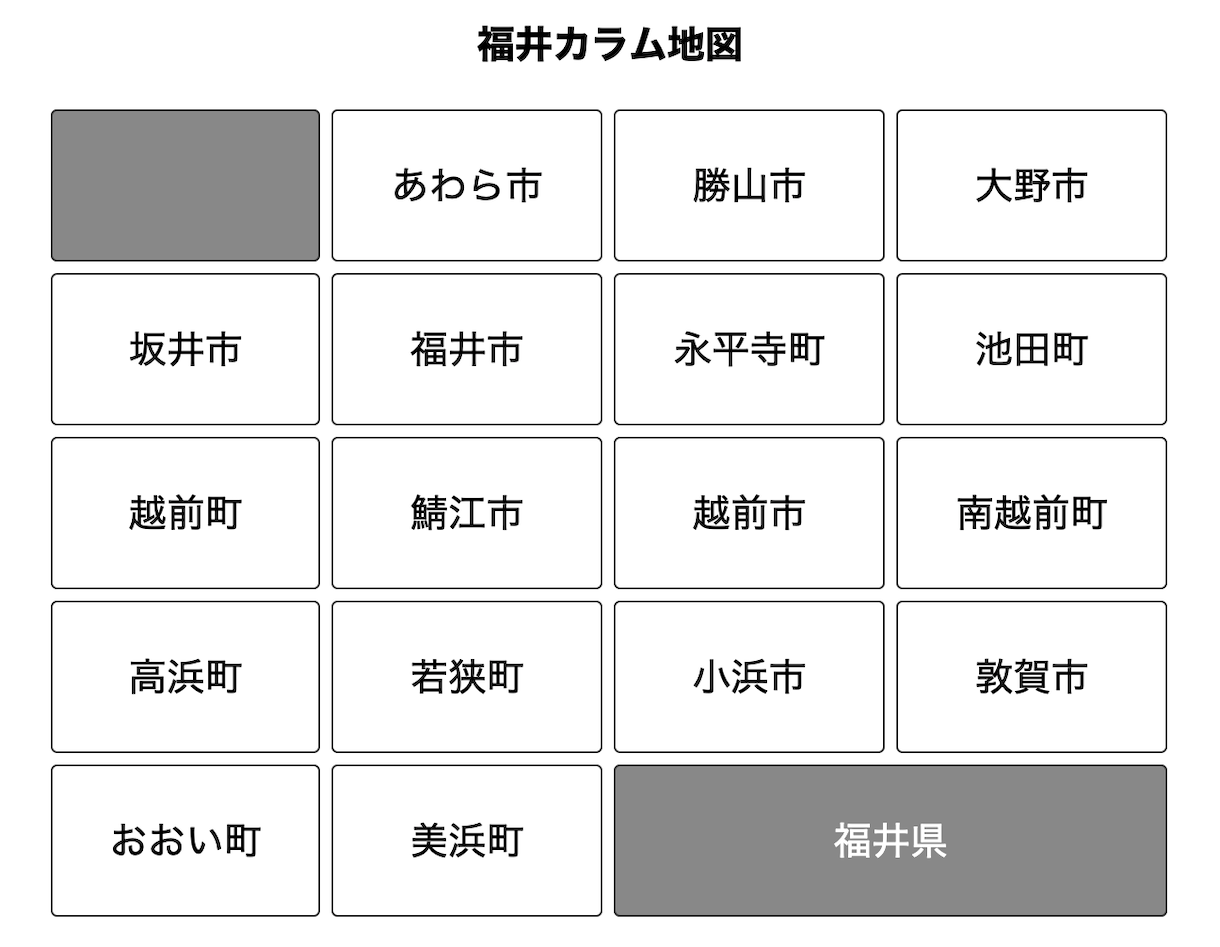 福井カラム地図
あわら市
勝山市
大野市
坂井市
福井市
永平寺町
池田町
越前町
鯖江市
越前市
南越前町
高浜町
若狭町
小浜市
敦賀市
おおい町
美浜町
福井県